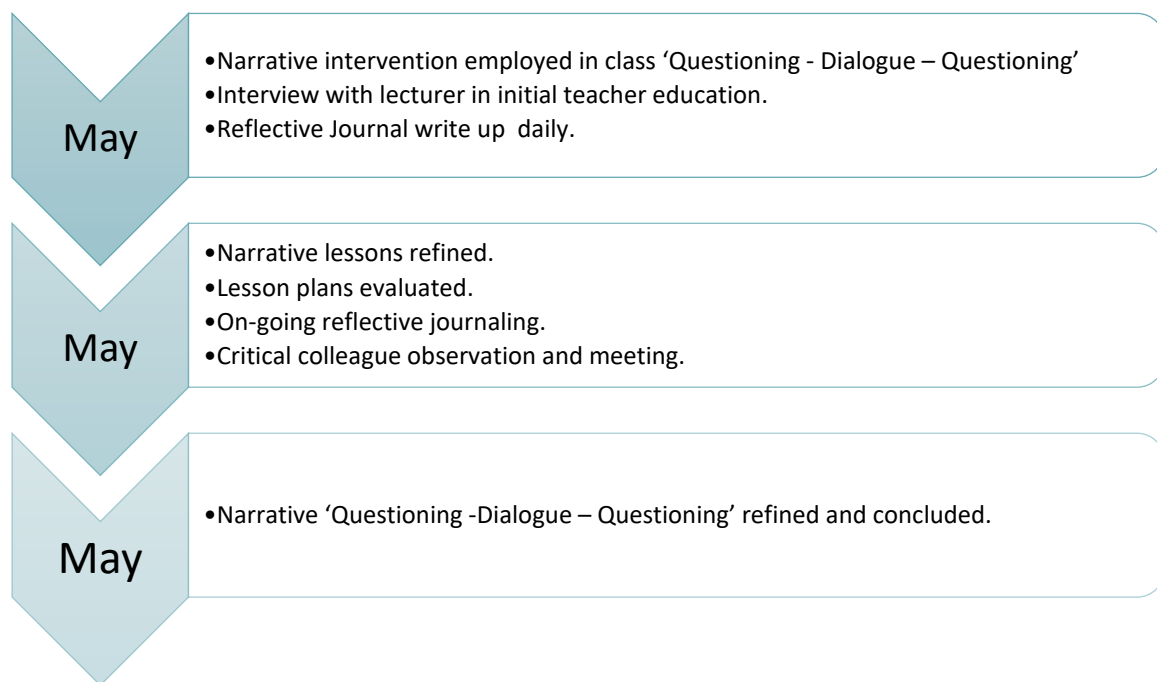 May
•Narrative intervention employed in class ‘Questioning - Dialogue – Questioning’
•Interview with lecturer in initial teacher education.
•Reflective Journal write up  daily.
May
•Narrative lessons refined.
•Lesson plans evaluated.
•On-going reflective journaling.
•Critical colleague observation and meeting.
May
•Narrative ‘Questioning -Dialogue – Questioning’ refined and concluded.